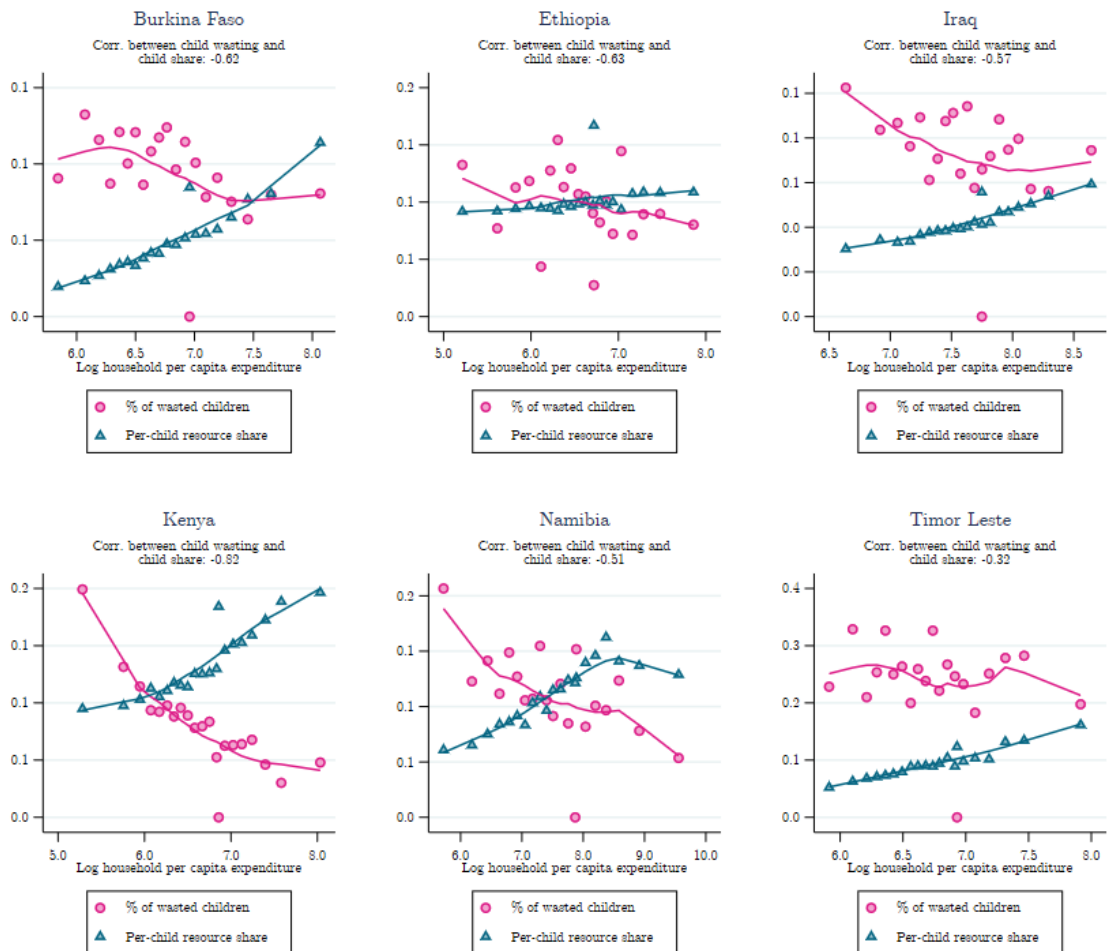 Burkina Faso
Corr. between child wasting and
child share: -0.62
0.1
0.1
0.1
0.0
6.0 6.5 7.0 7.5 8.0
Log household per capita expenditure
% of wasted children
Per-child resource share
Ethiopia
Corr. between child wasting and
child share: -0.63
0.2
0.1
0.1
0.1
0.0
5.0 6.0 7.0 8.0
Log household per capita expenditure
% of wasted children
Per-child resource share
Iraq
Corr. between child wasting and
child share: -0.57
0.1
0.1
0.1
0.0
0.0
0.0
6.5 7.0 7.5 8.0 8.5
Log household per capita expenditure
% of wasted children
Per-child resource share
Kenya
Corr. between child wasting and
child share: -0.82
0.2
0.1
0.1
0.1
0.0
5.0 6.0 7.0 8.0
Log household per capita expenditure
% of wasted children
Per-child resource share
Namibia
Corr. between child wasting and
child share: -0.51
0.2
0.1
0.1
0.1
0.0
6.0 7.0 8.0 9.0 10.0
Log household per capita expenditure
% of wasted children
Per-child resource share
Timor Leste
Corr. between child wasting and
child share: -0.32
0.4
0.3
0.2
0.1
0.0
6.0 6.5 7.0 7.5 8.0
Log household per capita expenditure
% of wasted children
Per-child resource share